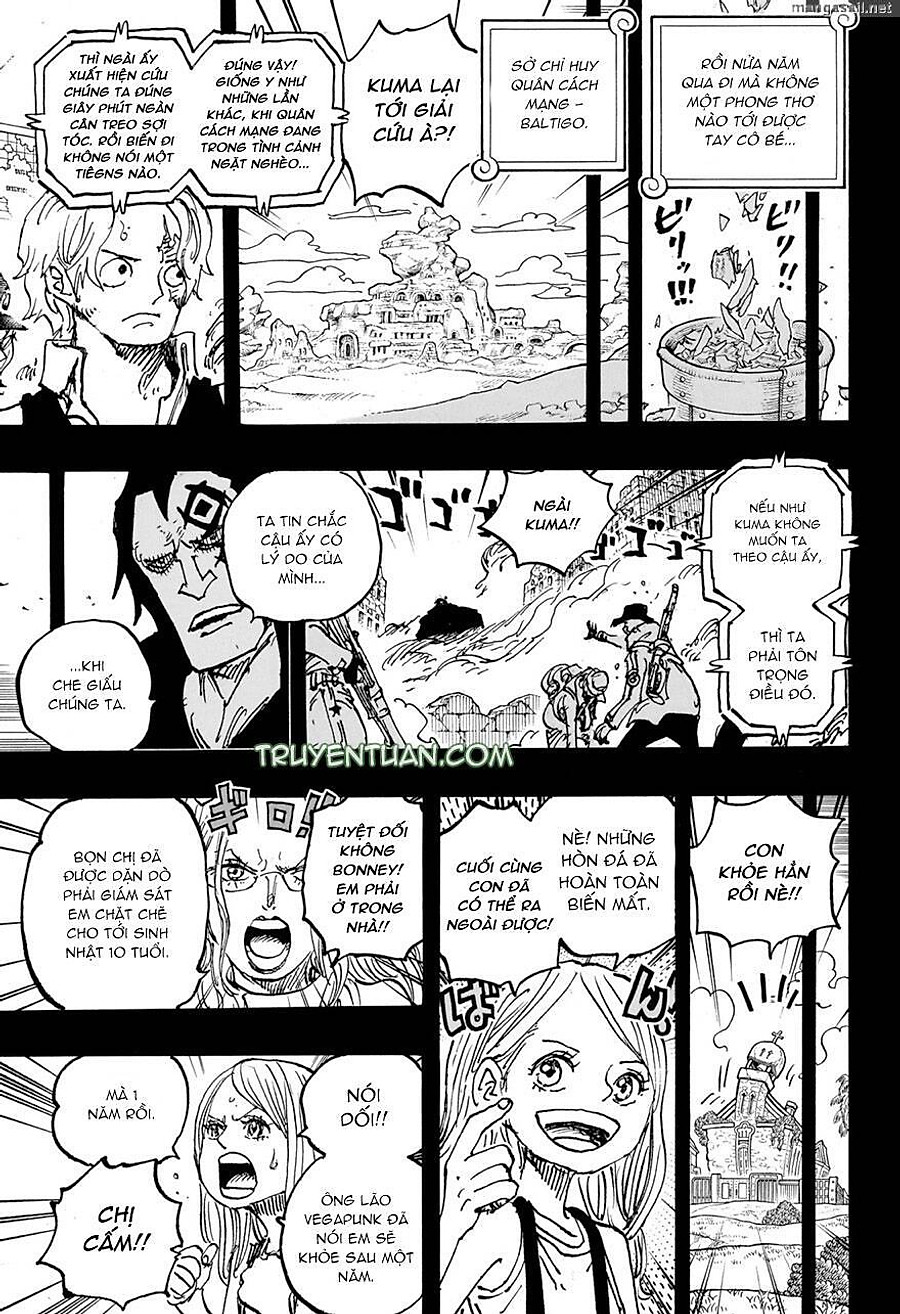 mangasail.net
RỒI NỬA NĂM
QUA ĐI MÀ KHÔNG
MỘT PHONG THƠ
NÀO TỚI ĐƯỢC
TAY CÔ BÉ...
SỞ CHỈ HUY
QUÂN CÁCH
MẠNG -
BALTIGO.
ビリッ!!!
ビリ!!
KUMA LẠI
TỚI GIẢI
CỨU À?!
ĐÚNG VẬY!
GIỐNG Y NHƯ
NHỮNG LẦN
KHÁC, KHI QUÂN
CÁCH MẠNG ĐANG
TRONG TÌNH CẢNH
NGẶT NGHÈO...
THÌ NGÀI ẤY
XUẤT HIỆN CỨU
CHÚNG TA ĐÚNG
GIÂY PHÚT NGÀN
CÂN TREO SỢI
TÓC. RỒI BIẾN ĐI
KHÔNG NÓI MỘT
TIÊGNS NÀO.
NẾU NHƯ
KUMA KHÔNG
MUỐN TA
THEO CẬU ẤY,
THÌ TA
PHẢI TÔN
TRỌNG
ĐIỀU ĐÓ.
NGÀI
KUMA!!
ゴゴゴゴ
TA TIN CHẮC
CẬU ẤY CÓ
LÝ DO CỦA
MÌNH...
...KHI
CHE GIẤU
CHÚNG TA.
TRUYENTUAN.COM
CON
KHỎE HẲN
RỒI NÈ!!
NÈ! NHỮNG
HÒN ĐÁ ĐÃ
HOÀN TOÀN
BIẾN MẤT.
CUỐI CÙNG
CON ĐÃ
CÓ THỂ RA
NGOÀI ĐƯỢC!
ばん!
TUYỆT ĐỐI
KHÔNG
BONNEY!
EM PHẢI
Ở TRONG
NHÀ!!
ギロ!!
BỌN CHỊ ĐÃ
ĐƯỢC DẶN DÒ
PHẢI GIÁM SÁT
EM CHẶT CHẼ
CHO TỚI SINH
NHẬT 10 TUỔI.
NÓI
DỐI!!
ÔNG LÃO
VEGAPUNK ĐÃ
NÓI EM SẼ
KHỎE SAU MỘT
NĂM.
MÀ 1
NĂM RỒI.
CHỊ
CẤM!!